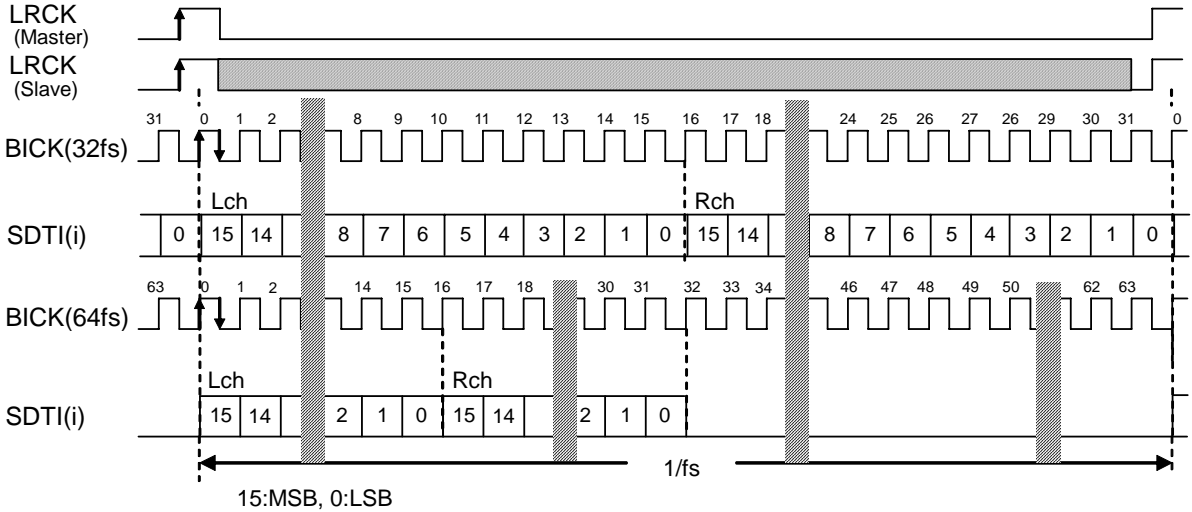 LRCK
(Master)
LRCK
(Slave)
31 0 1 2 8 9 10 11 12 13 14 15 16 17 18 24 25 26 27 26 29 30 31 0
BICK(32fs)
Lch Rch
SDTI(i) 0 15 14 8 7 6 5 4 3 2 1 0 15 14 8 7 6 5 4 3 2 1 0
63 0 1 2 14 15 16 17 18 30 31 32 33 34 46 47 48 49 50 62 63
BICK(64fs)
Lch Rch
SDTI(i) 15 14 2 1 0 15 14 2 1 0
1/fs
15:MSB, 0:LSB